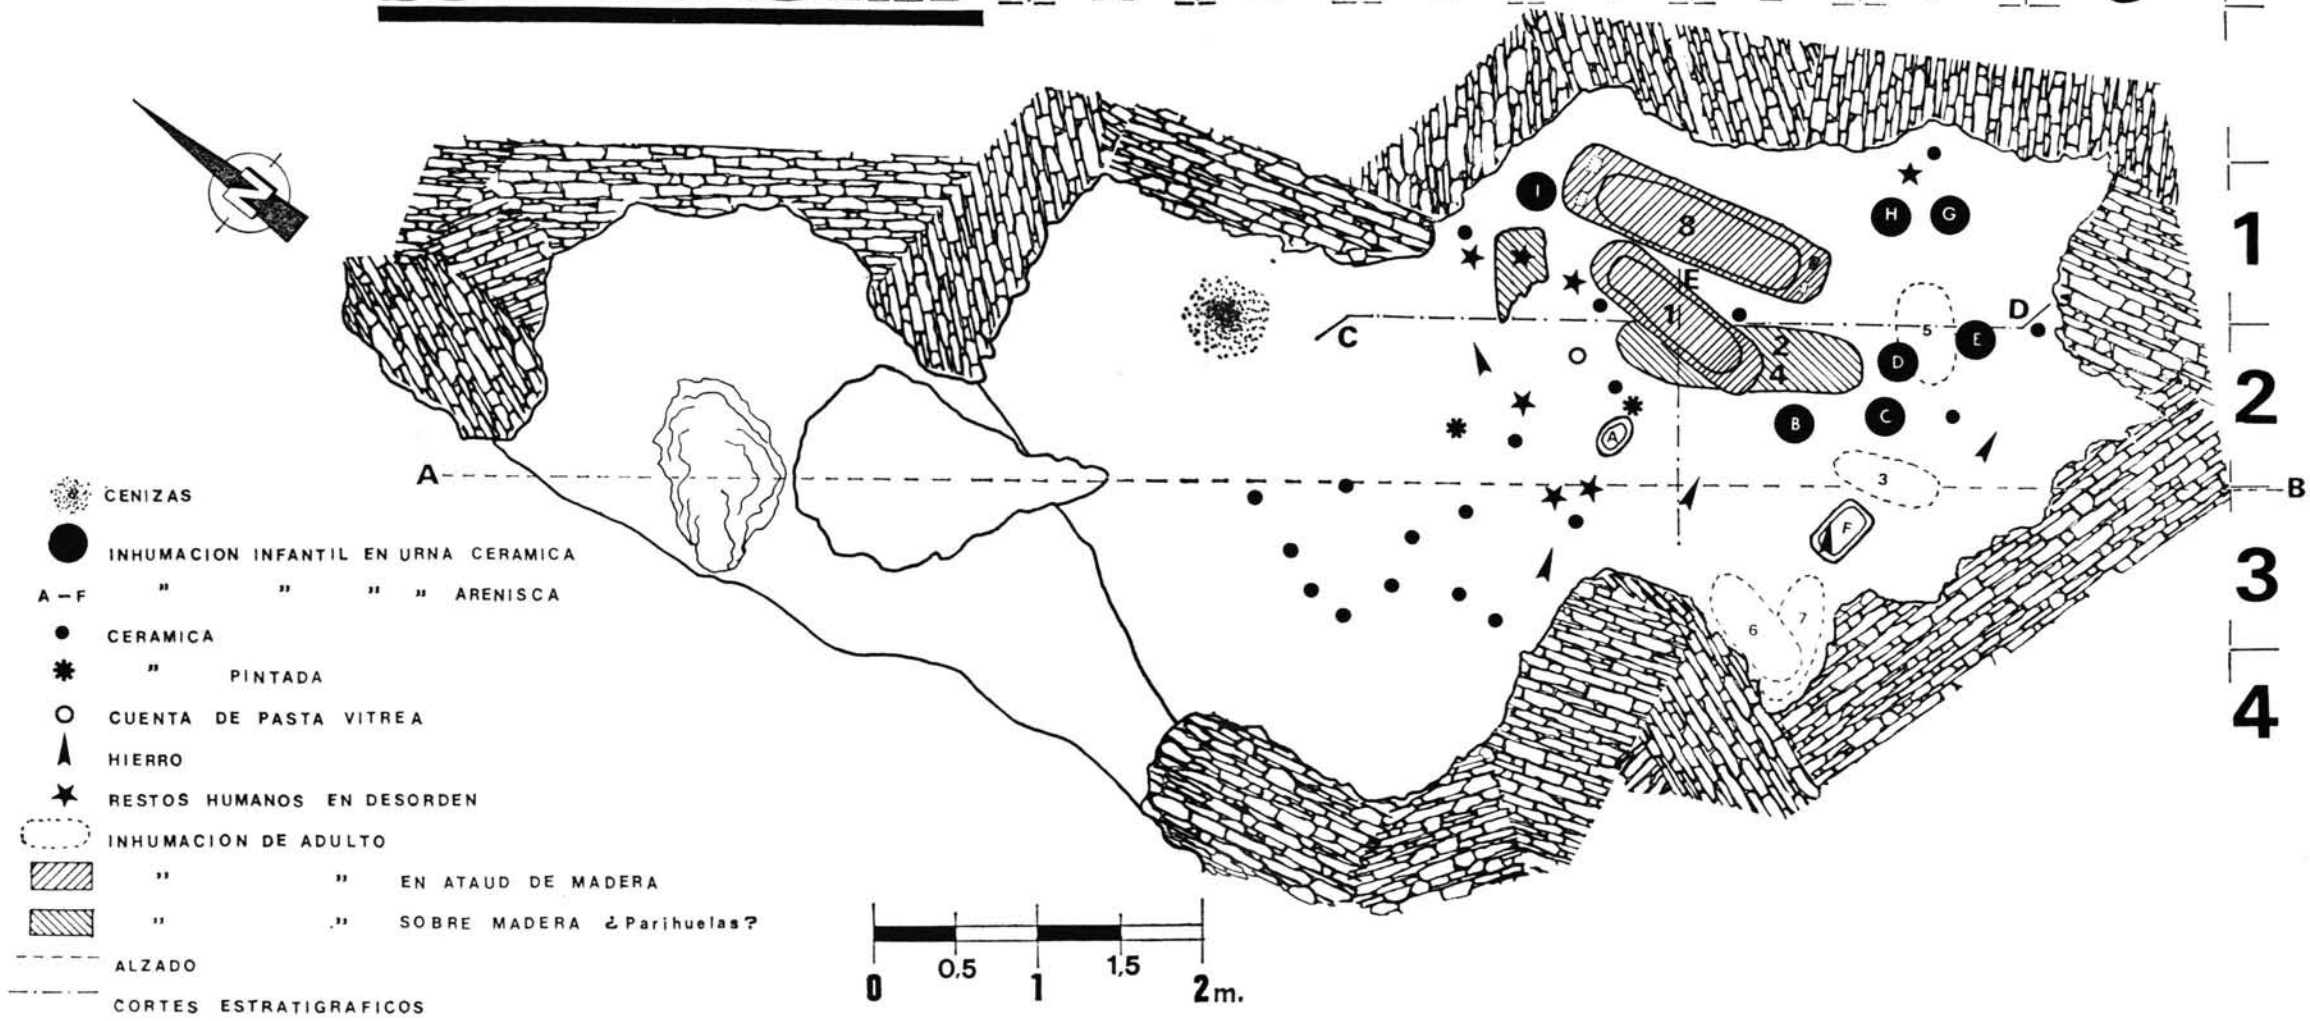 I
8
H
G
1
E
1
D
C
5
E
2
4
D
2
B
C
A
A
3
B
F
3
7
6
4
CENIZAS
INHUMACION INFANTIL EN URNA CERAMICA
A-F " " " " ARENISCA
CERAMICA
" PINTADA
CUENTA DE PASTA VITREA
HIERRO
RESTOS HUMANOS EN DESORDEN
INHUMACION DE ADULTO
" " EN ATAUD DE MADERA
" " SOBRE MADERA ¿Parihuelas?
ALZADO
CORTES ESTRATIGRAFICOS
0 0,5 1 1,5 2m.